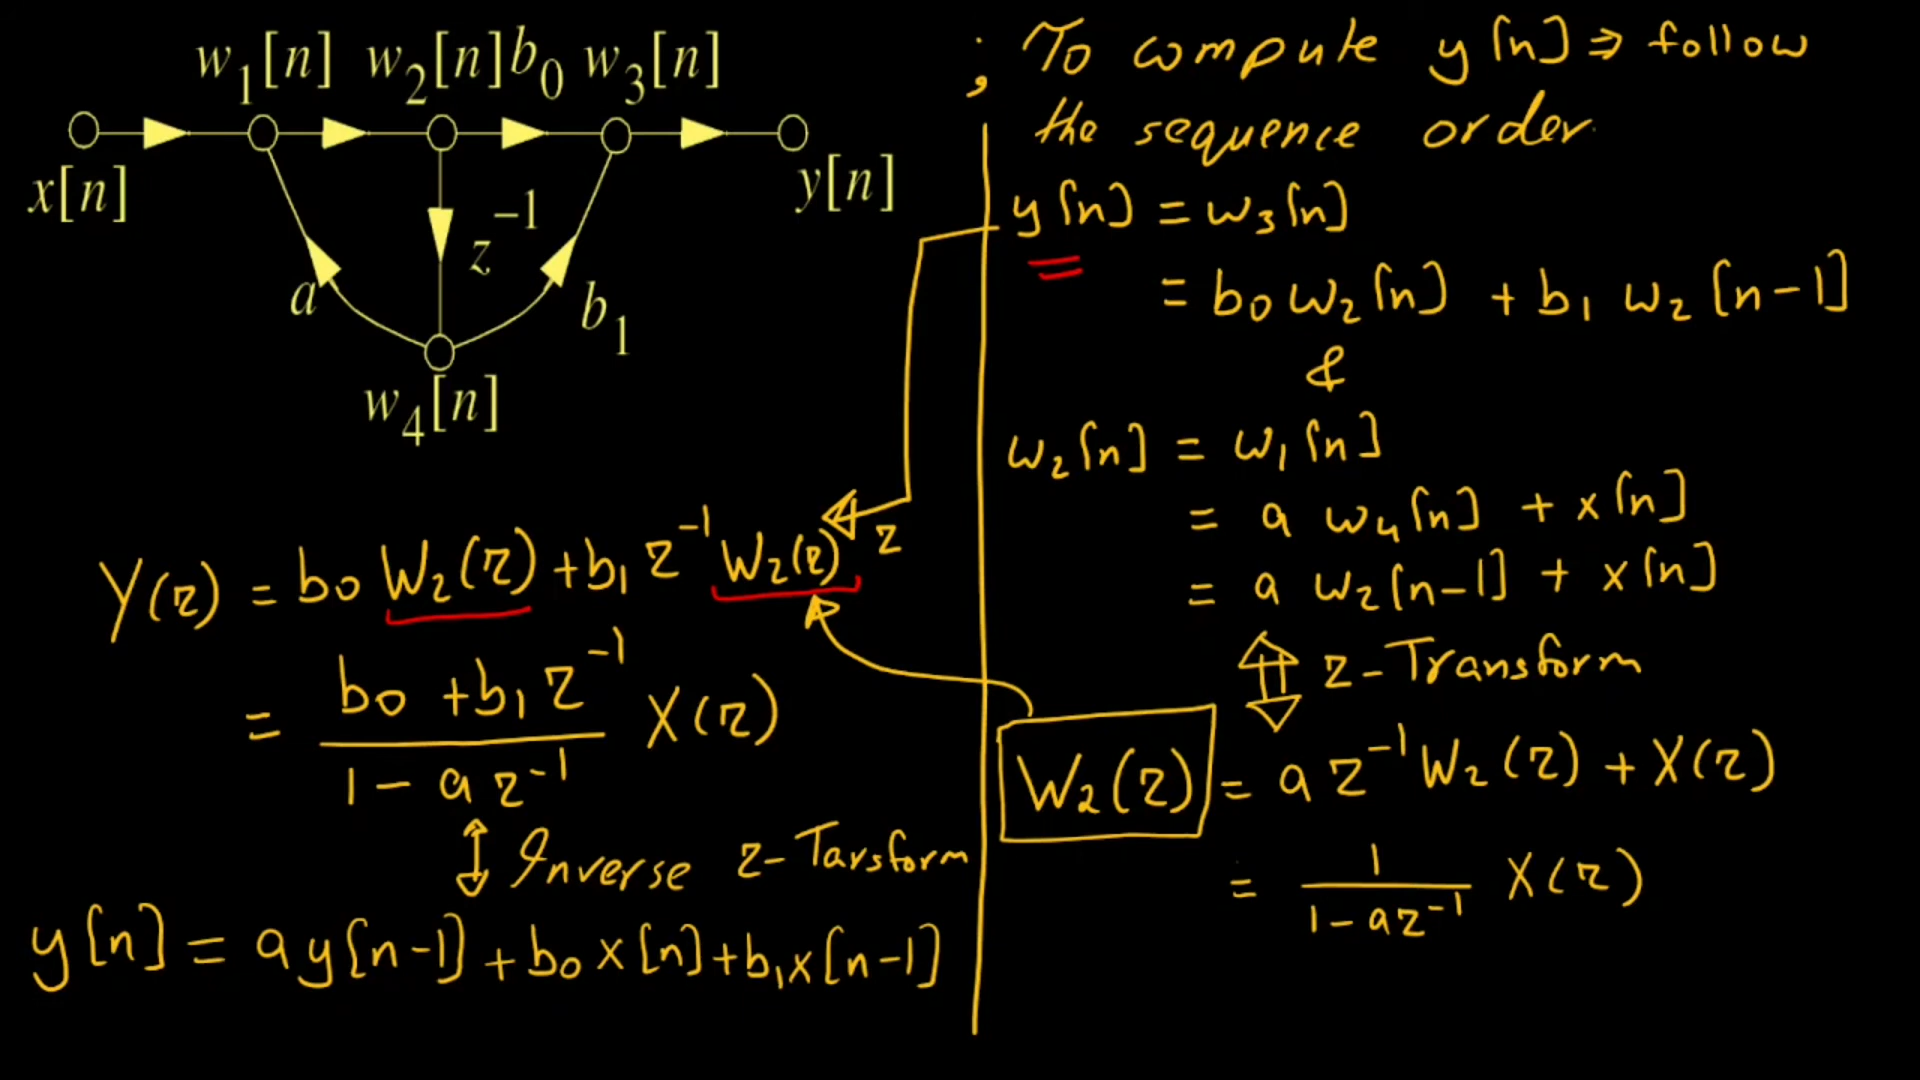 w₁[n] w₂[n] b₀ w₃[n]
x[n] y[n]
z⁻¹
a b₁
w₄[n]
; To compute y[n] ⇒ follow
the sequence order.
y[n] = w₃[n]
= b₀ w₂[n] + b₁ w₂[n-1]
&
w₂[n] = w₁[n]
= a w₄[n] + x[n]
= a w₂[n-1] + x[n]
⇕ z-Transform
W₂(z) = a z⁻¹ W₂(z) + X(z)
= 1 / (1 - az⁻¹) X(z)
z
Y(z) = b₀ W₂(z) + b₁ z⁻¹ W₂(z)
= (b₀ + b₁ z⁻¹) / (1 - a z⁻¹) X(z)
↕ Inverse z-Tarsform
y[n] = a y[n-1] + b₀ x[n] + b₁ x[n-1]